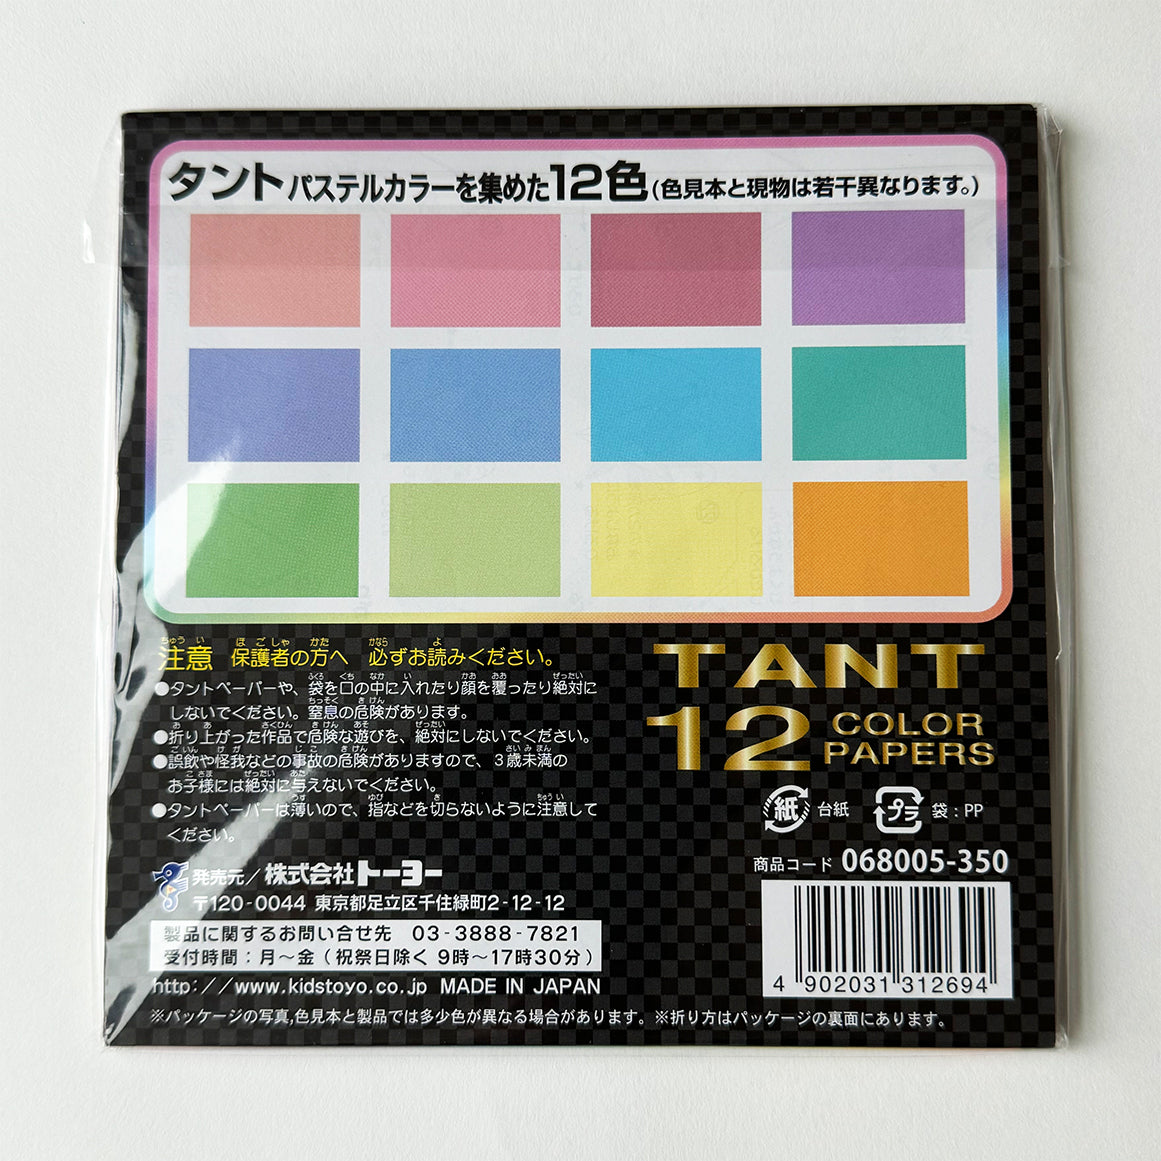 タント パステルカラーを集めた12色(色見本と現物は若干異なります。)
注意 保護者の方へ 必ずお読みください。
●タントペーパーや、袋を口の中に入れたり顔を覆ったり絶対に
しないでください。窒息の危険があります。
●折り上がった作品で危険な遊びを、絶対にしないでください。
●誤飲や怪我などの事故の危険がありますので、3歳未満の
お子様には絶対に与えないでください。
●タントペーパーは薄いので、指などを切らないように注意して
ください。
発売元/株式会社トーヨー
〒120-0044 東京都足立区千住緑町2-12-12
製品に関するお問い合せ先 03-3888-7821
受付時間:月〜金(祝祭日除く 9時〜17時30分)
http://www.kidstoyo.co.jp MADE IN JAPAN
TANT
12 COLOR
PAPERS
紙 台紙 プラ 袋:PP
商品コード 068005-350
4 902031 312694
※パッケージの写真,色見本と製品では多少色が異なる場合があります。※折り方はパッケージの裏面にあります。